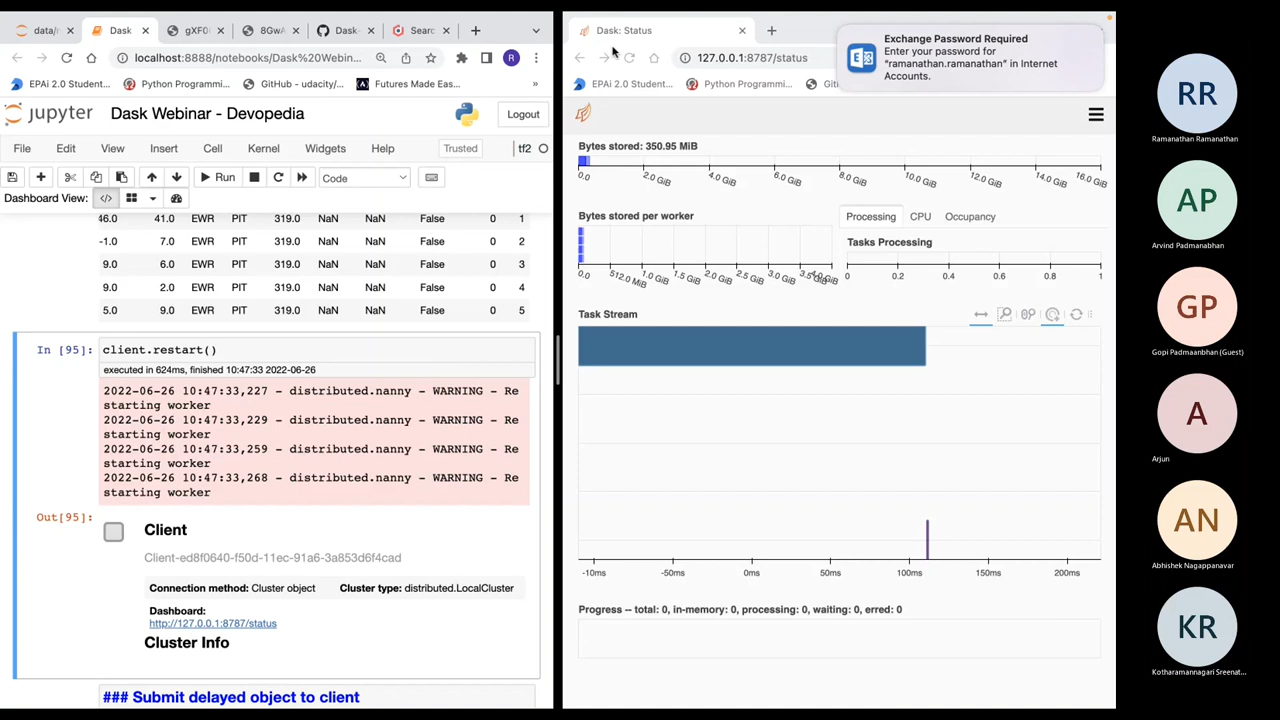 data/r
Dask
gXF0
8GwA
Dask
Searc
localhost:8888/notebooks/Dask%20Webin...
R
EPAi 2.0 Student...
Python Programmi...
GitHub - udacity/...
Futures Made Eas...
»
jupyter
Dask Webinar - Devopedia
Logout
File
Edit
View
Insert
Cell
Kernel
Widgets
Help
Trusted
tf2
Run
Code
Dashboard View:
46.0 41.0 EWR PIT 319.0 NaN NaN False 0 1
-1.0 7.0 EWR PIT 319.0 NaN NaN False 0 2
9.0 6.0 EWR PIT 319.0 NaN NaN False 0 3
9.0 2.0 EWR PIT 319.0 NaN NaN False 0 4
5.0 9.0 EWR PIT 319.0 NaN NaN False 0 5
In [95]: client.restart()
executed in 624ms, finished 10:47:33 2022-06-26
2022-06-26 10:47:33,227 - distributed.nanny - WARNING - Re
starting worker
2022-06-26 10:47:33,229 - distributed.nanny - WARNING - Re
starting worker
2022-06-26 10:47:33,259 - distributed.nanny - WARNING - Re
starting worker
2022-06-26 10:47:33,268 - distributed.nanny - WARNING - Re
starting worker
Out[95]:
Client
Client-ed8f0640-f50d-11ec-91a6-3a853d6f4cad
Connection method: Cluster object
Cluster type: distributed.LocalCluster
Dashboard:
http://127.0.0.1:8787/status
Cluster Info
### Submit delayed object to client
Dask: Status
127.0.0.1:8787/status
EPAi 2.0 Student...
Python Programmi...
Git
Exchange Password Required
Enter your password for
“ramanathan.ramanathan” in Internet
Accounts.
Bytes stored: 350.95 MiB
0.0 2.0 GiB 4.0 GiB 6.0 GiB 8.0 GiB 10.0 GiB 12.0 GiB 14.0 GiB 16.0 GiB
Bytes stored per worker
0.0 512.0 MiB 1.0 GiB 1.5 GiB 2.0 GiB 2.5 GiB 3.0 GiB 3.5 GiB 4.0 GiB
Processing
CPU
Occupancy
Tasks Processing
0 0.2 0.4 0.6 0.8 1
Task Stream
-10ms -50ms 0ms 50ms 100ms 150ms 200ms
Progress -- total: 0, in-memory: 0, processing: 0, waiting: 0, erred: 0
RR
Ramanathan Ramanathan
AP
Arvind Padmanabhan
GP
Gopi Padmaanbhan (Guest)
A
Arjun
AN
Abhishek Nagappanavar
KR
Kotharamannagari Sreenat...